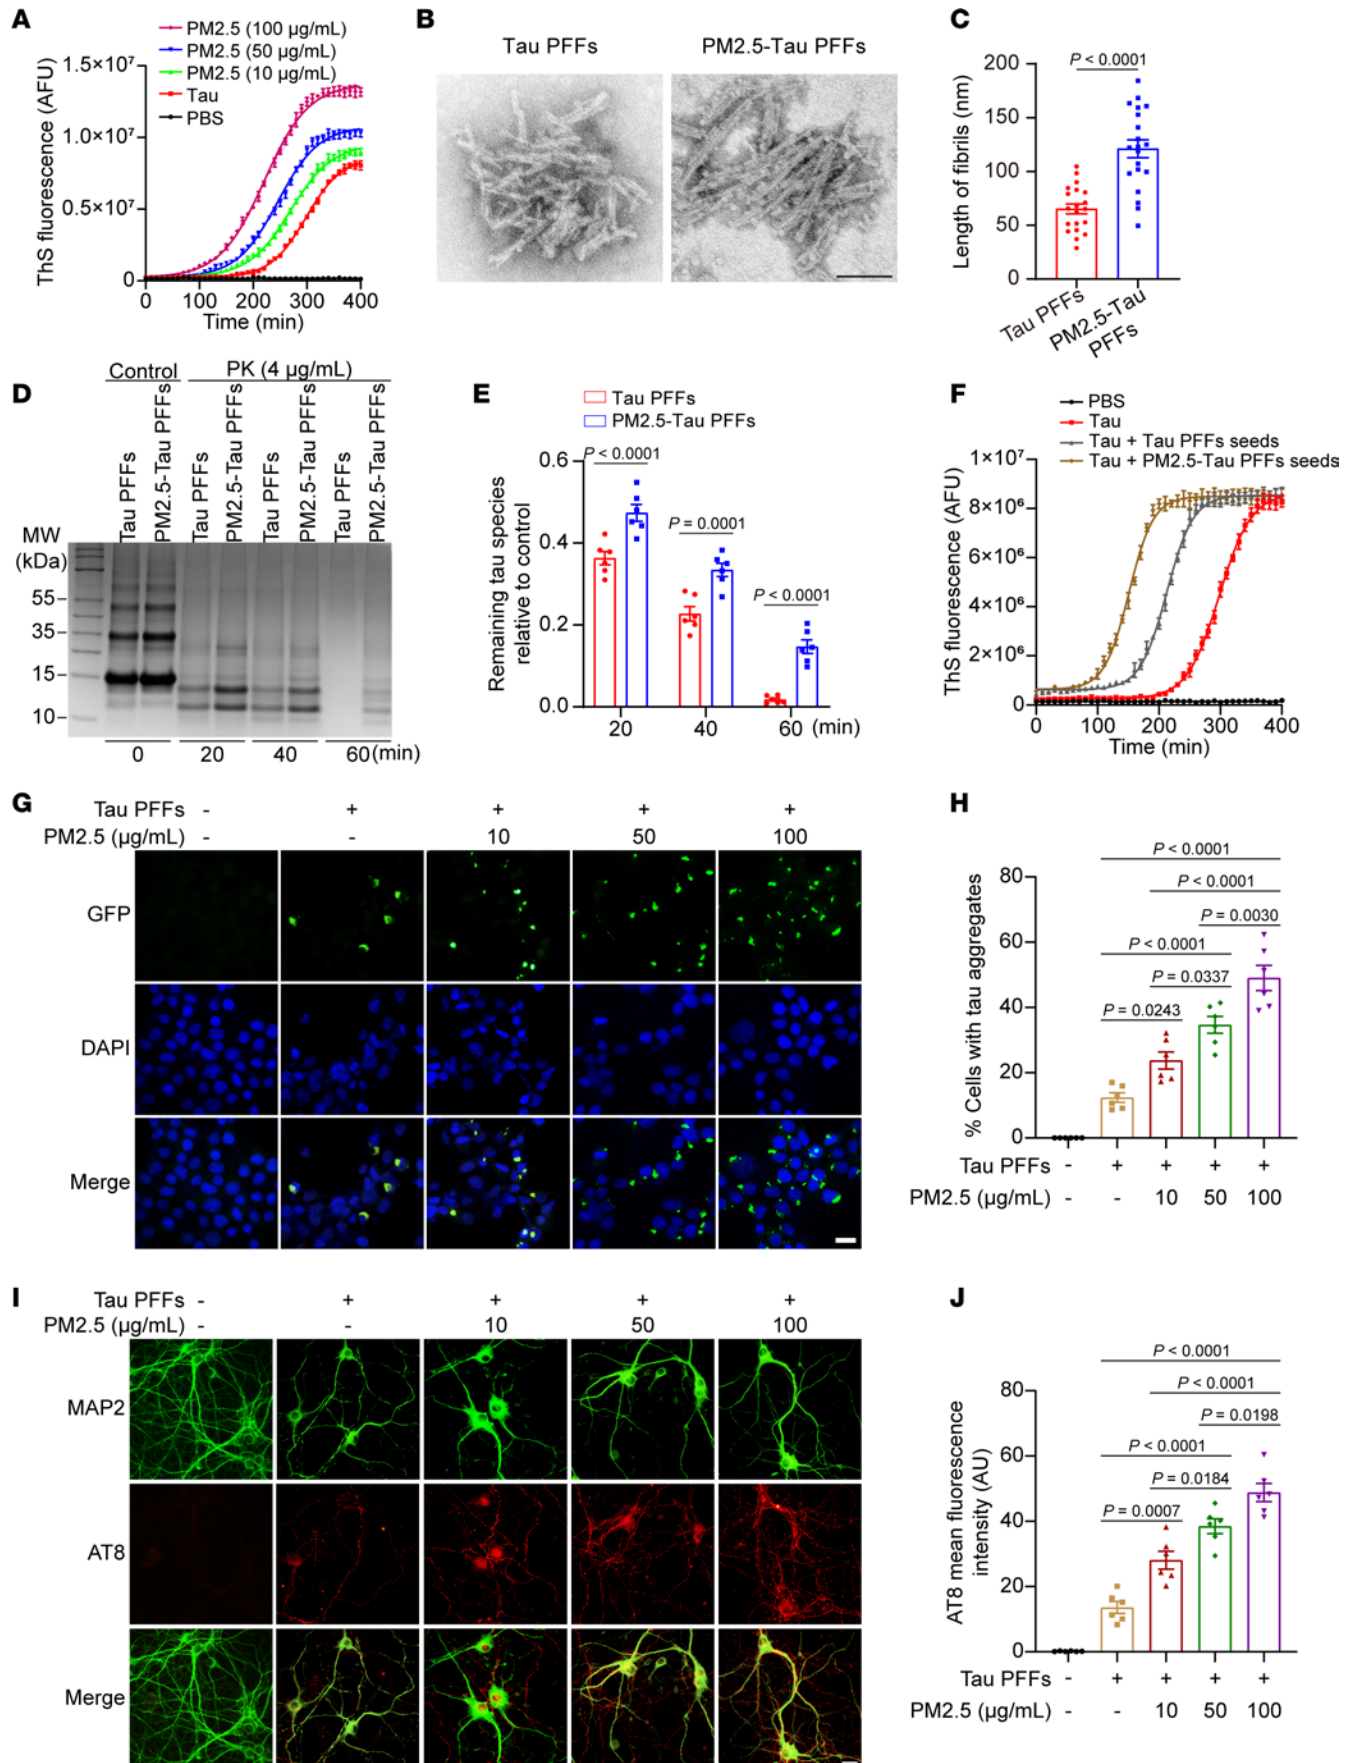 A
PM2.5 (100 µg/mL)
PM2.5 (50 µg/mL)
PM2.5 (10 µg/mL)
Tau
PBS
ThS fluorescence (AFU)
1.5×10⁷
1.0×10⁷
0.5×10⁷
0
0 100 200 300 400
Time (min)
B
Tau PFFs PM2.5-Tau PFFs
C
P < 0.0001
Length of fibrils (nm)
200
150
100
50
0
Tau PFFs
PM2.5-Tau
PFFs
D
Control PK (4 µg/mL)
Tau PFFs
PM2.5-Tau PFFs
Tau PFFs
PM2.5-Tau PFFs
Tau PFFs
PM2.5-Tau PFFs
Tau PFFs
PM2.5-Tau PFFs
MW
(kDa)
55
35
15
10
0 20 40 60 (min)
E
Tau PFFs
PM2.5-Tau PFFs
Remaining tau species
relative to control
0.6
0.4
0.2
0.0
P < 0.0001
P = 0.0001
P < 0.0001
20 40 60 (min)
F
PBS
Tau
Tau + Tau PFFs seeds
Tau + PM2.5-Tau PFFs seeds
ThS fluorescence (AFU)
1×10⁷
8×10⁶
6×10⁶
4×10⁶
2×10⁶
0
0 100 200 300 400
Time (min)
G
Tau PFFs - + + + +
PM2.5 (µg/mL) - - 10 50 100
GFP
DAPI
Merge
H
P < 0.0001
P < 0.0001
P = 0.0030
P < 0.0001
P = 0.0337
P = 0.0243
% Cells with tau aggregates
80
60
40
20
0
Tau PFFs - + + + +
PM2.5 (µg/mL) - - 10 50 100
I
Tau PFFs - + + + +
PM2.5 (µg/mL) - - 10 50 100
MAP2
AT8
Merge
J
P < 0.0001
P < 0.0001
P = 0.0198
P < 0.0001
P = 0.0184
P = 0.0007
AT8 mean fluorescence
intensity (AU)
80
60
40
20
0
Tau PFFs - + + + +
PM2.5 (µg/mL) - - 10 50 100